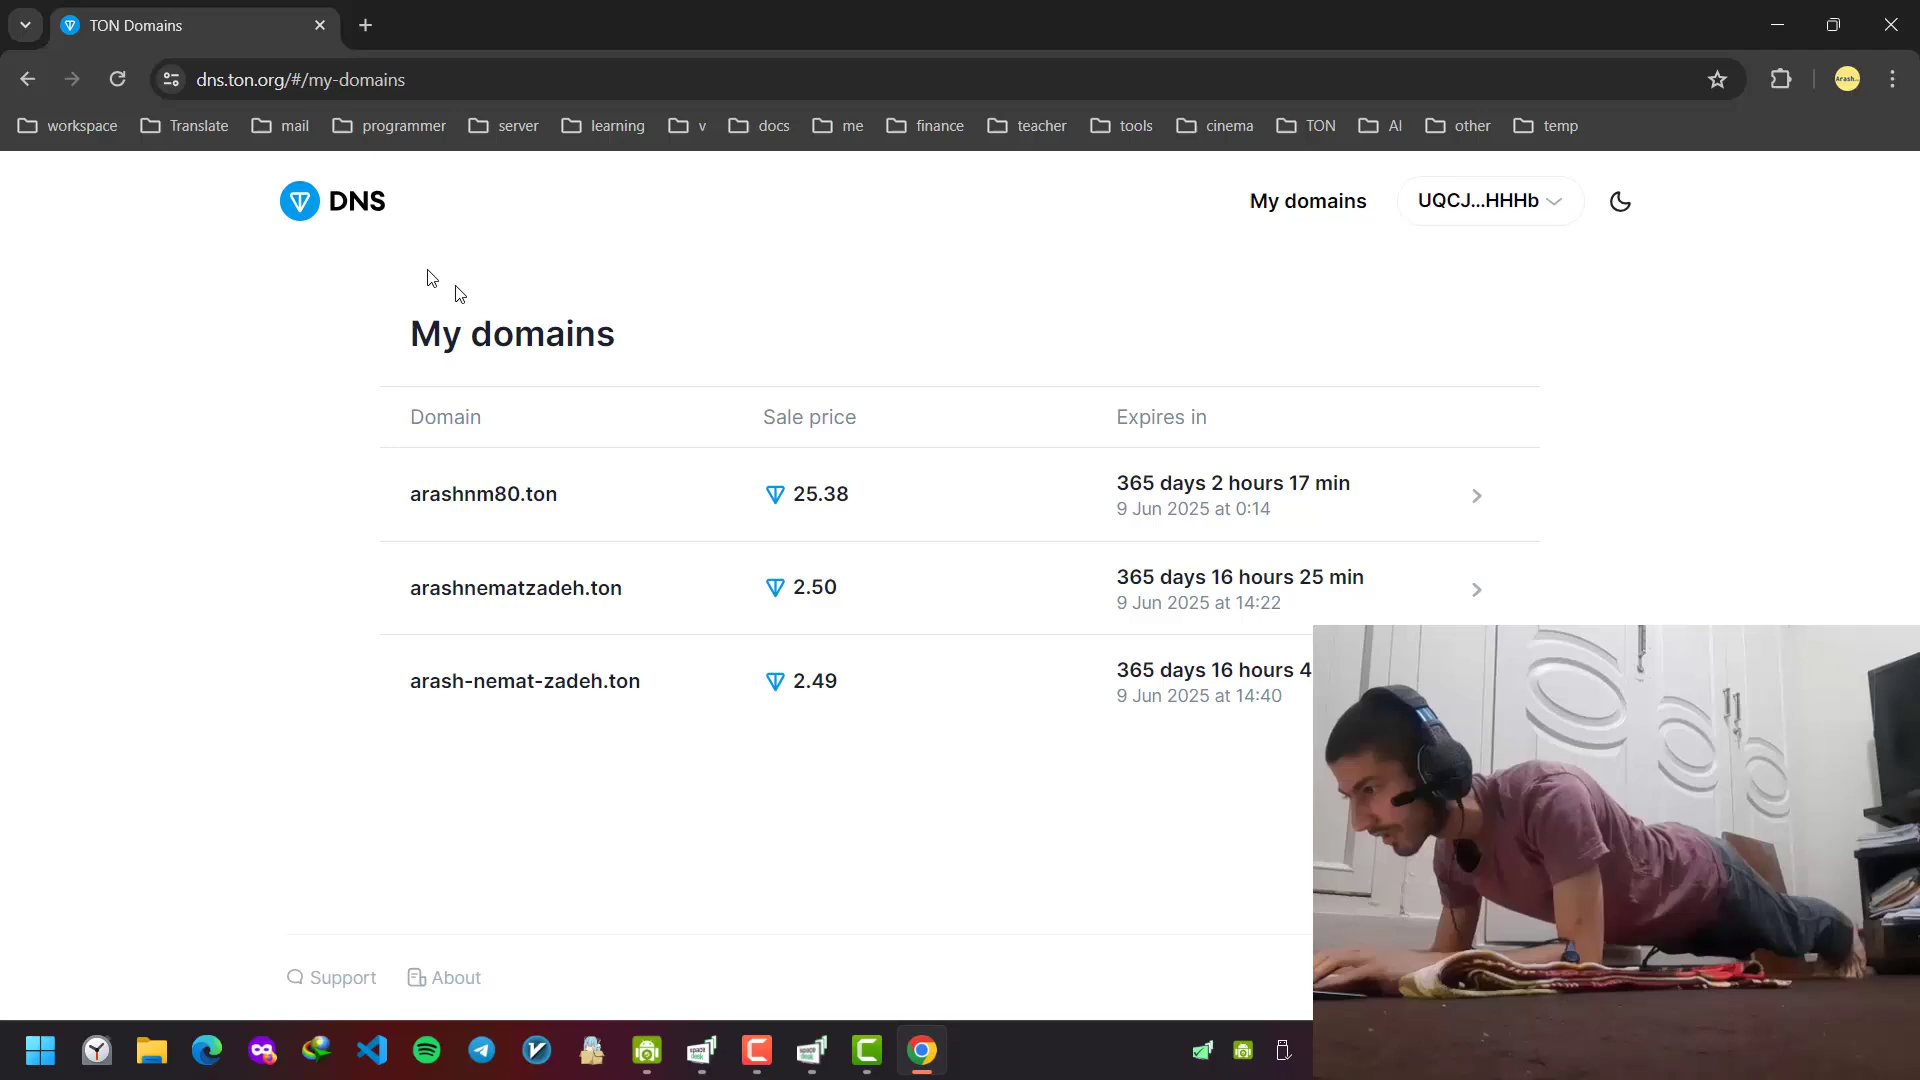 TON Domains
dns.ton.org/#/my-domains
Arash..
workspace
Translate
mail
programmer
server
learning
v
docs
me
finance
teacher
tools
cinema
TON
AI
other
temp
DNS
My domains
UQCJ...HHHb
My domains
Domain
Sale price
Expires in
arashnm80.ton
25.38
365 days 2 hours 17 min
9 Jun 2025 at 0:14
arashnematzadeh.ton
2.50
365 days 16 hours 25 min
9 Jun 2025 at 14:22
arash-nemat-zadeh.ton
2.49
365 days 16 hours 4
9 Jun 2025 at 14:40
Support
About